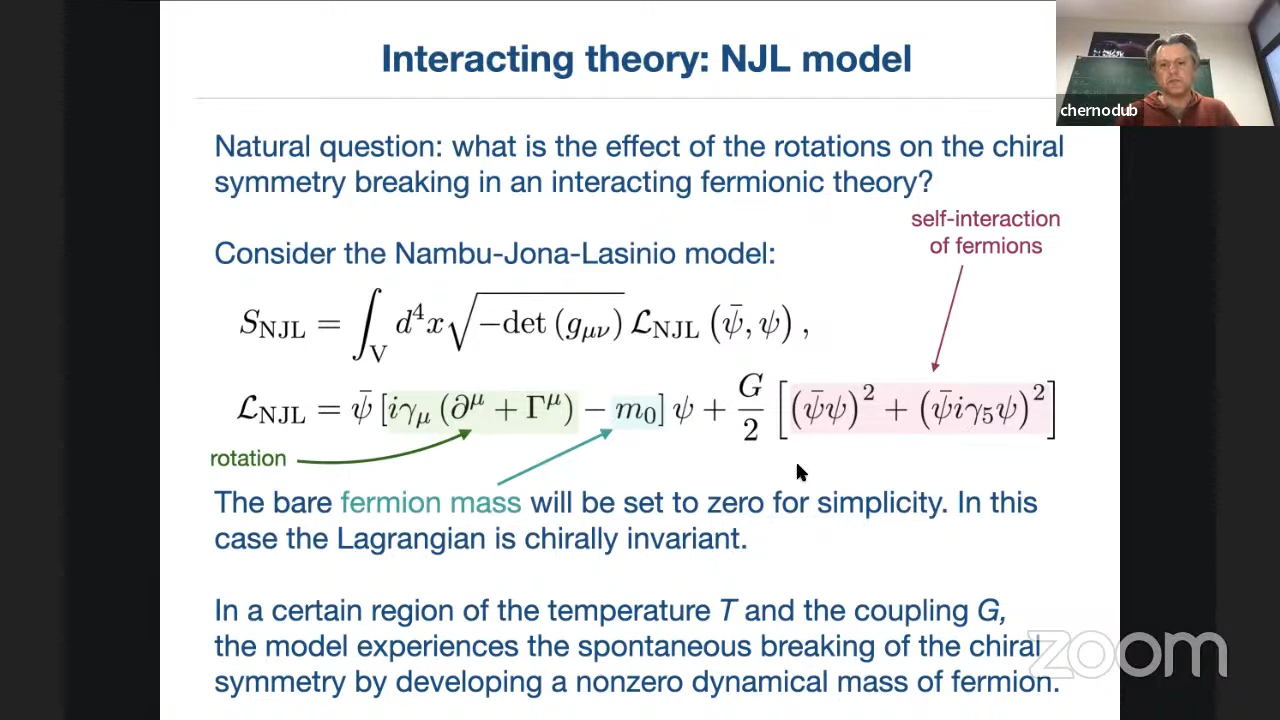 Interacting theory: NJL model
chernodub
Natural question: what is the effect of the rotations on the chiral
symmetry breaking in an interacting fermionic theory?
self-interaction
of fermions
Consider the Nambu-Jona-Lasinio model:
S_NJL = ∫_V d⁴x √(−det (g_μν)) 𝓛_NJL (ψ̄, ψ) ,
𝓛_NJL = ψ̄ [iγ_μ (∂^μ + Γ^μ) − m₀] ψ + G/2 [(ψ̄ψ)² + (ψ̄iγ₅ψ)²]
rotation
The bare fermion mass will be set to zero for simplicity. In this
case the Lagrangian is chirally invariant.
In a certain region of the temperature T and the coupling G,
the model experiences the spontaneous breaking of the chiral
symmetry by developing a nonzero dynamical mass of fermion.
zoom